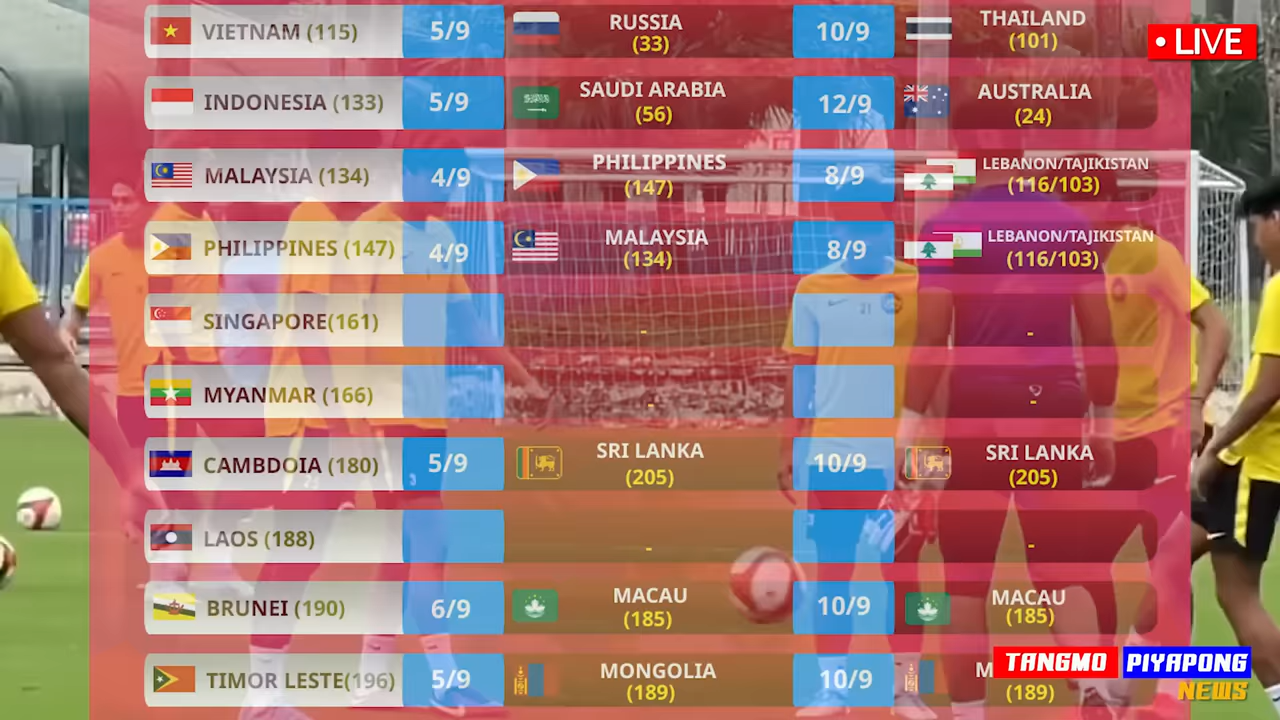 VIETNAM (115) 5/9 RUSSIA (33) 10/9 THAILAND (101)
• LIVE
INDONESIA (133) 5/9 SAUDI ARABIA (56) 12/9 AUSTRALIA (24)
MALAYSIA (134) 4/9 PHILIPPINES (147) 8/9 LEBANON/TAJIKISTAN (116/103)
PHILIPPINES (147) 4/9 MALAYSIA (134) 8/9 LEBANON/TAJIKISTAN (116/103)
SINGAPORE(161) - -
MYANMAR (166) - -
CAMBDOIA (180) 5/9 SRI LANKA (205) 10/9 SRI LANKA (205)
LAOS (188) - -
BRUNEI (190) 6/9 MACAU (185) 10/9 MACAU (185)
TIMOR LESTE(196) 5/9 MONGOLIA (189) 10/9 (189)
TANGMO PIYAPONG
NEWS